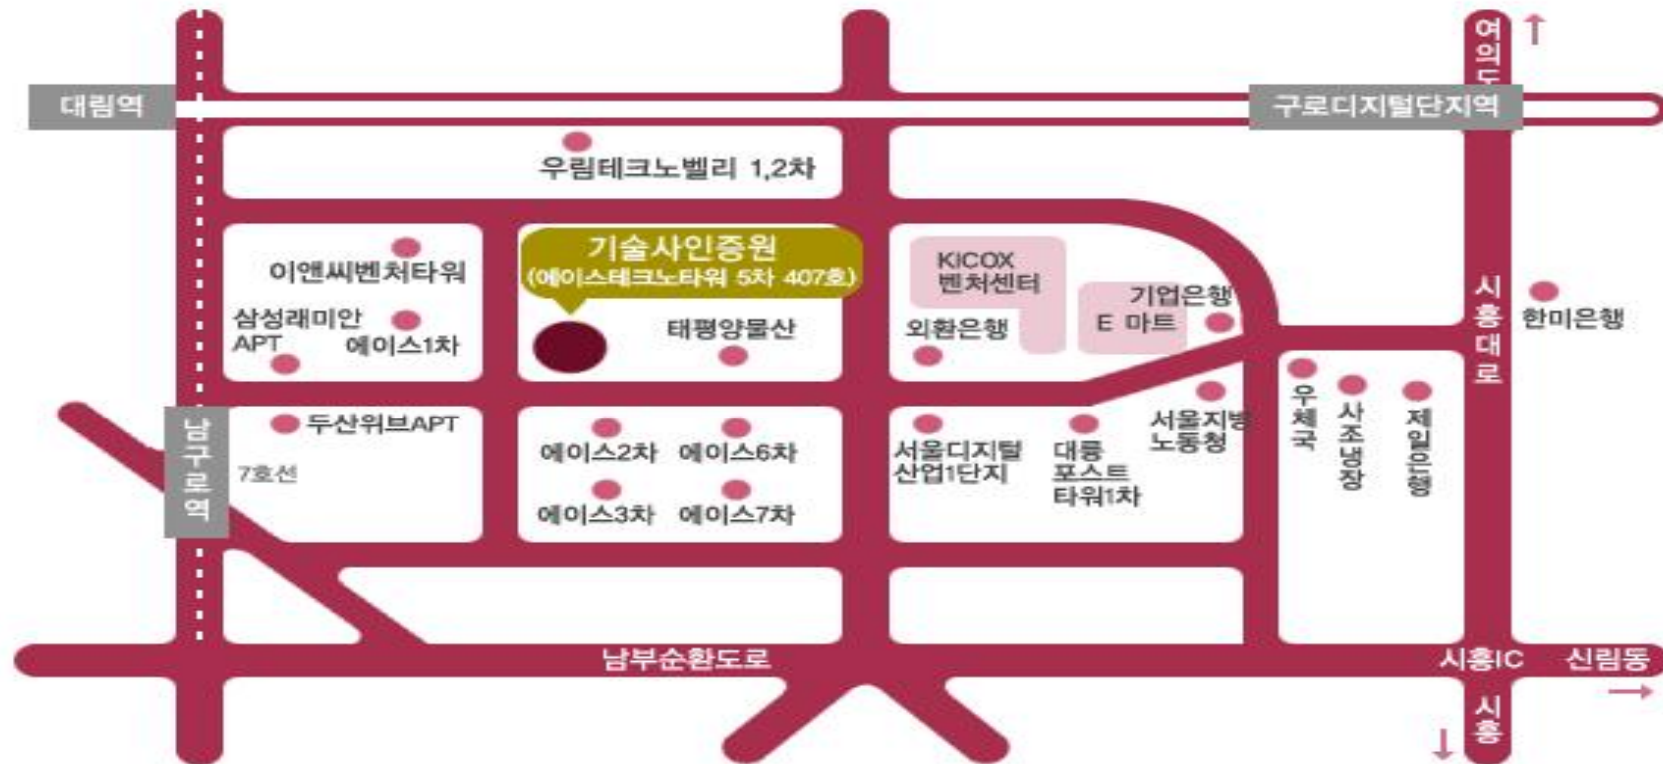 여의도
대림역
구로디지털단지역
우림테크노벨리 1,2차
기술사인증원
(에이스테크노타워 5차 407호)
이앤씨벤처타워
KICOX
벤처센터
기업은행
E 마트
시흥대로
한미은행
삼성래미안
APT
에이스1차
태평양물산
외환은행
남구로역
두산위브APT
7호선
에이스2차
에이스6차
에이스3차
에이스7차
서울디지털
산업1단지
대륭
포스트
타워1차
서울지방
노동청
우체국
사조냉장
제일은행
남부순환도로
시흥IC
신림동
시흥